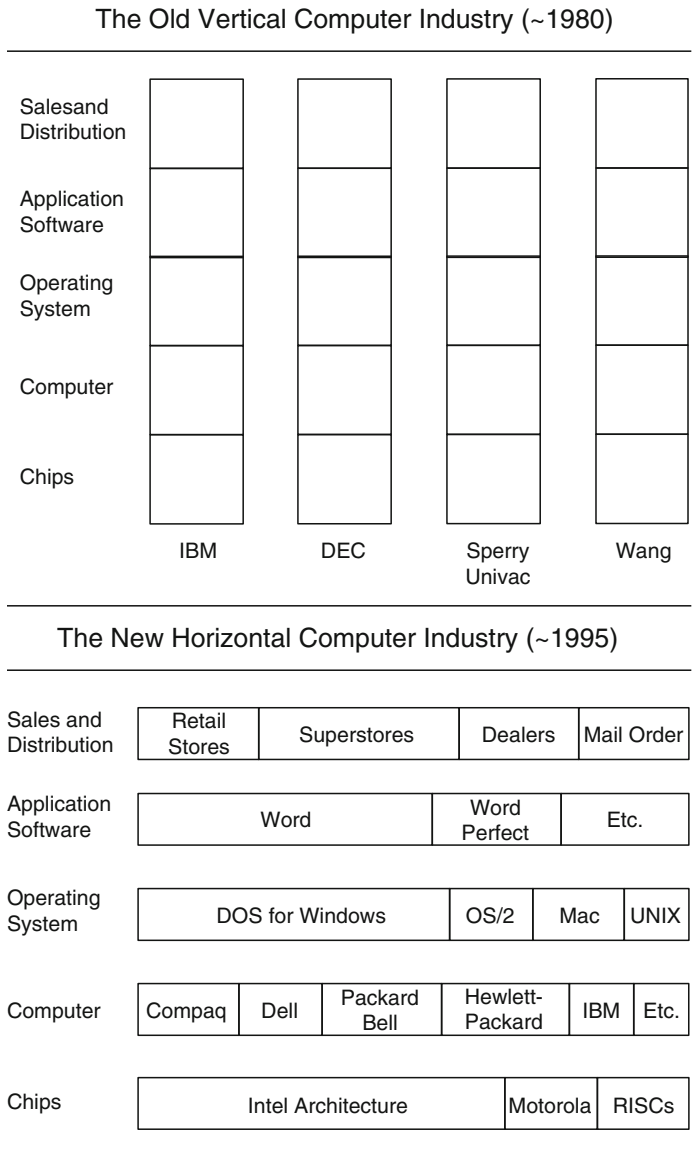 The Old Vertical Computer Industry (~1980)
Salesand
Distribution
Application
Software
Operating
System
Computer
Chips
IBM
DEC
Sperry
Univac
Wang
The New Horizontal Computer Industry (~1995)
Sales and
Distribution
Retail
Stores
Superstores
Dealers
Mail Order
Application
Software
Word
Word
Perfect
Etc.
Operating
System
DOS for Windows
OS/2
Mac
UNIX
Computer
Compaq
Dell
Packard
Bell
Hewlett-
Packard
IBM
Etc.
Chips
Intel Architecture
Motorola
RISCs